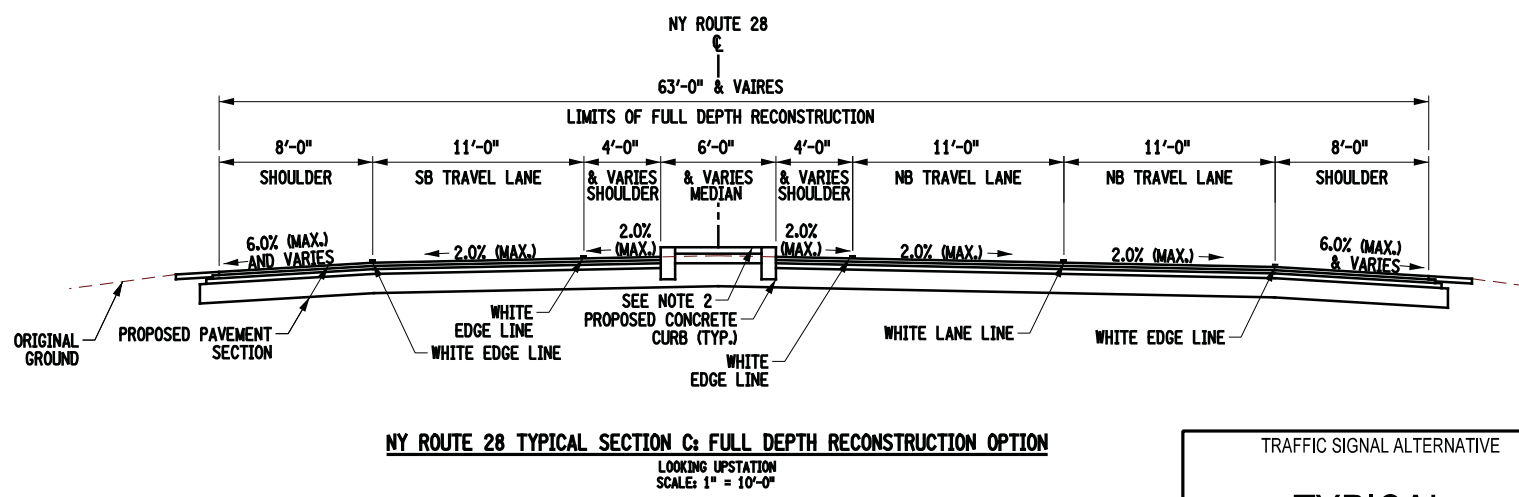 NY ROUTE 28
℄
63'-0" & VAIRES
LIMITS OF FULL DEPTH RECONSTRUCTION
8'-0"
SHOULDER
11'-0"
SB TRAVEL LANE
4'-0"
& VARIES
SHOULDER
6'-0"
& VARIES
MEDIAN
4'-0"
& VARIES
SHOULDER
11'-0"
NB TRAVEL LANE
11'-0"
NB TRAVEL LANE
8'-0"
SHOULDER
6.0% (MAX.)
AND VARIES
2.0% (MAX.)
2.0%
(MAX.)
2.0%
(MAX.)
2.0% (MAX.)
2.0% (MAX.)
6.0% (MAX.)
& VARIES
ORIGINAL
GROUND
PROPOSED PAVEMENT
SECTION
WHITE EDGE LINE
WHITE
EDGE LINE
SEE NOTE 2
PROPOSED CONCRETE
CURB (TYP.)
WHITE
EDGE LINE
WHITE LANE LINE
WHITE EDGE LINE
NY ROUTE 28 TYPICAL SECTION C: FULL DEPTH RECONSTRUCTION OPTION
LOOKING UPSTATION
SCALE: 1" = 10'-0"
TRAFFIC SIGNAL ALTERNATIVE